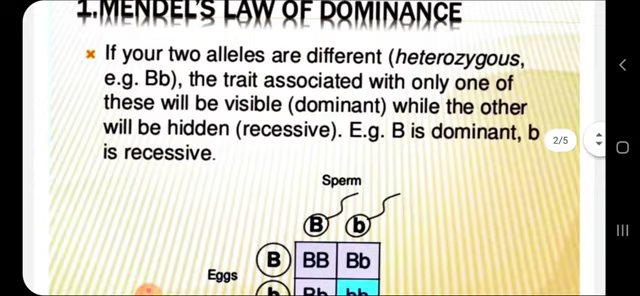 1.MENDEL'S LAW OF DOMINANCE
× If your two alleles are different (heterozygous,
e.g. Bb), the trait associated with only one of
these will be visible (dominant) while the other
will be hidden (recessive). E.g. B is dominant, b
is recessive.
2/5
Sperm
B b
Eggs
B BB Bb
b Bb bb